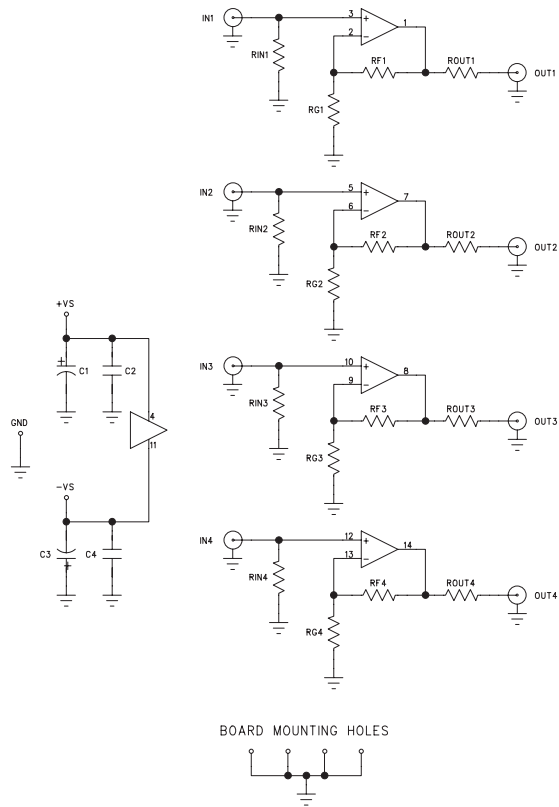 IN1
3
+
1
2
−
RIN1
RF1
ROUT1
OUT1
RG1
IN2
5
+
7
6
−
RIN2
RF2
ROUT2
OUT2
RG2
+VS
+
C1
C2
GND
4
11
−VS
C3
C4
+
IN3
10
+
8
9
−
RIN3
RF3
ROUT3
OUT3
RG3
IN4
12
+
14
13
−
RIN4
RF4
ROUT4
OUT4
RG4
BOARD MOUNTING HOLES